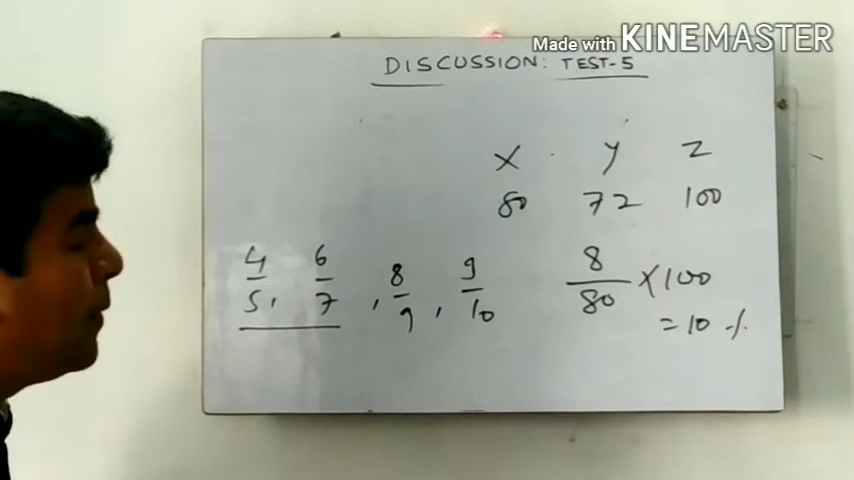 Made with KINEMASTER
DISCUSSION: TEST-5
X Y Z
80 72 100
4/5, 6/7, 8/9, 9/10
8/80 × 100
= 10 %